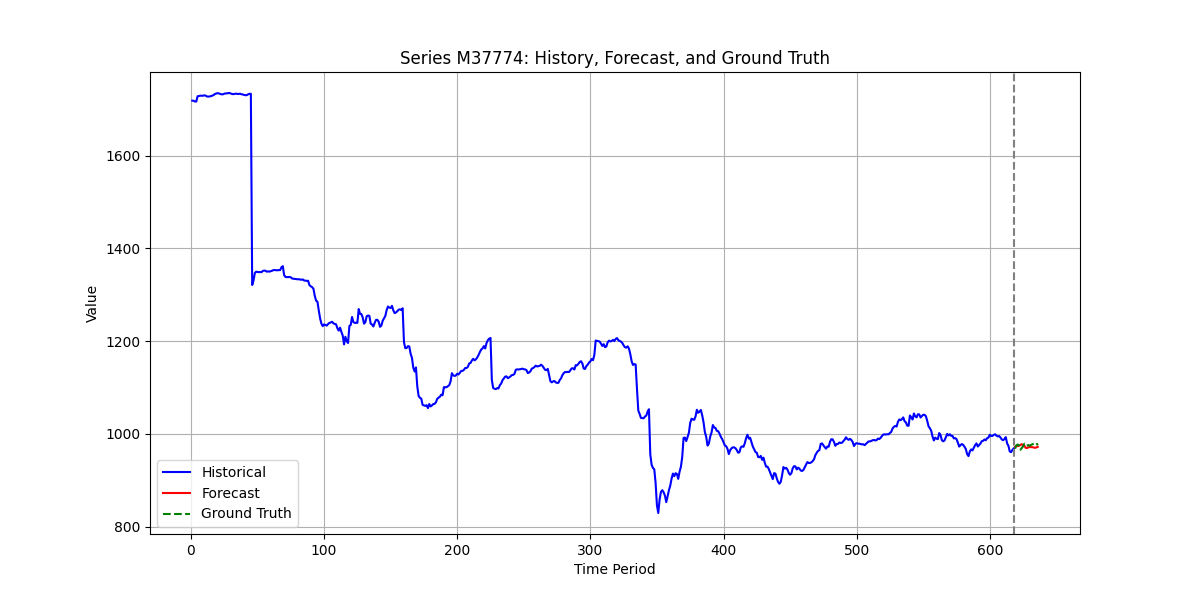 Series M37774: History, Forecast, and Ground Truth
Value
1600
1400
1200
1000
800
Historical
Forecast
Ground Truth
0 100 200 300 400 500 600
Time Period